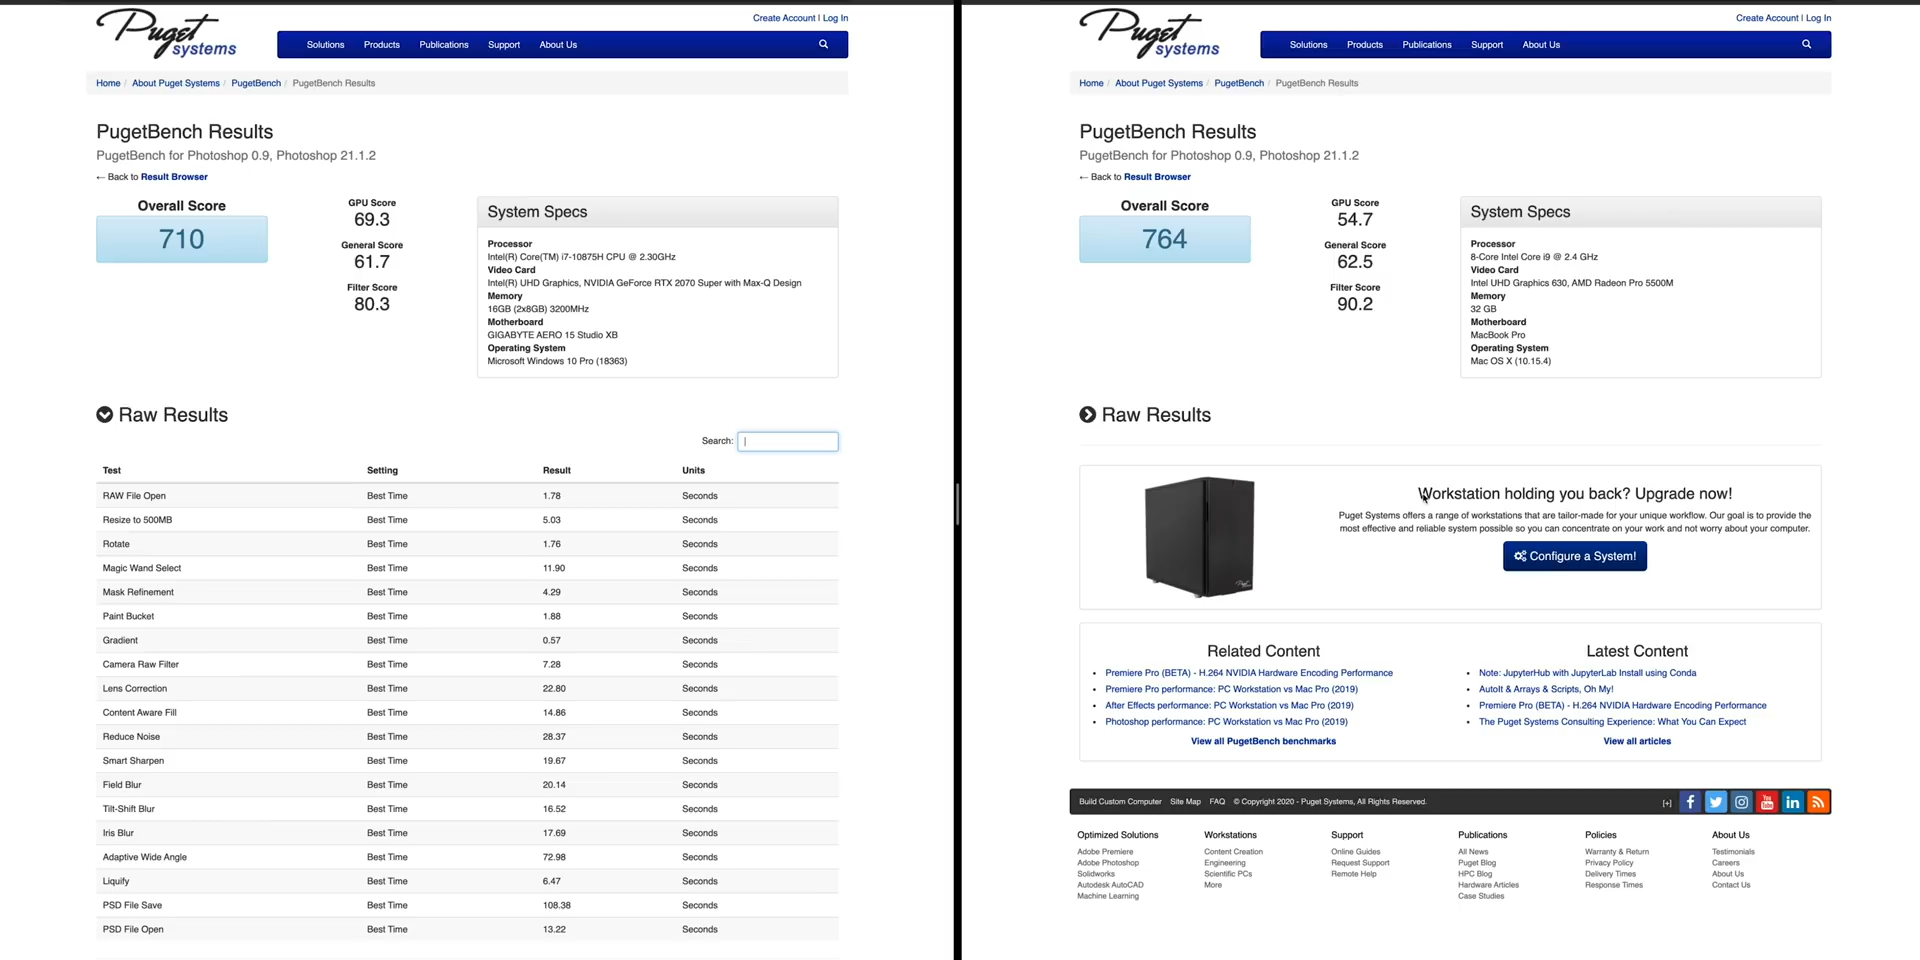 Puget systems
Create Account | Log In
Solutions Products Publications Support About Us
Home / About Puget Systems / PugetBench / PugetBench Results
PugetBench Results
PugetBench for Photoshop 0.9, Photoshop 21.1.2
← Back to Result Browser
Overall Score
710
GPU Score
69.3
General Score
61.7
Filter Score
80.3
System Specs
Processor
Intel(R) Core(TM) i7-10875H CPU @ 2.30GHz
Video Card
Intel(R) UHD Graphics, NVIDIA GeForce RTX 2070 Super with Max-Q Design
Memory
16GB (2x8GB) 3200MHz
Motherboard
GIGABYTE AERO 15 Studio XB
Operating System
Microsoft Windows 10 Pro (18363)
Raw Results
Search:
Test Setting Result Units
RAW File Open Best Time 1.78 Seconds
Resize to 500MB Best Time 5.03 Seconds
Rotate Best Time 1.76 Seconds
Magic Wand Select Best Time 11.90 Seconds
Mask Refinement Best Time 4.29 Seconds
Paint Bucket Best Time 1.88 Seconds
Gradient Best Time 0.57 Seconds
Camera Raw Filter Best Time 7.28 Seconds
Lens Correction Best Time 22.80 Seconds
Content Aware Fill Best Time 14.86 Seconds
Reduce Noise Best Time 28.37 Seconds
Smart Sharpen Best Time 19.67 Seconds
Field Blur Best Time 20.14 Seconds
Tilt-Shift Blur Best Time 16.52 Seconds
Iris Blur Best Time 17.69 Seconds
Adaptive Wide Angle Best Time 72.98 Seconds
Liquify Best Time 6.47 Seconds
PSD File Save Best Time 108.38 Seconds
PSD File Open Best Time 13.22 Seconds
Puget systems
Create Account | Log In
Solutions Products Publications Support About Us
Home / About Puget Systems / PugetBench / PugetBench Results
PugetBench Results
PugetBench for Photoshop 0.9, Photoshop 21.1.2
← Back to Result Browser
Overall Score
764
GPU Score
54.7
General Score
62.5
Filter Score
90.2
System Specs
Processor
8-Core Intel Core i9 @ 2.4 GHz
Video Card
Intel UHD Graphics 630, AMD Radeon Pro 5500M
Memory
32 GB
Motherboard
MacBook Pro
Operating System
Mac OS X (10.15.4)
Raw Results
Workstation holding you back? Upgrade now!
Puget Systems offers a range of workstations that are tailor-made for your unique workflow. Our goal is to provide the
most effective and reliable system possible so you can concentrate on your work and not worry about your computer.
Configure a System!
Puget
Related Content
Premiere Pro (BETA) - H.264 NVIDIA Hardware Encoding Performance
Premiere Pro performance: PC Workstation vs Mac Pro (2019)
After Effects performance: PC Workstation vs Mac Pro (2019)
Photoshop performance: PC Workstation vs Mac Pro (2019)
View all PugetBench benchmarks
Latest Content
Note: JupyterHub with JupyterLab Install using Conda
AutoIt & Arrays & Scripts, Oh My!
Premiere Pro (BETA) - H.264 NVIDIA Hardware Encoding Performance
The Puget Systems Consulting Experience: What You Can Expect
View all articles
Build Custom Computer Site Map FAQ © Copyright 2020 - Puget Systems, All Rights Reserved. [+]
Optimized Solutions
Adobe Premiere
Adobe Photoshop
Solidworks
Autodesk AutoCAD
Machine Learning
Workstations
Content Creation
Engineering
Scientific PCs
More
Support
Online Guides
Request Support
Remote Help
Publications
All News
Puget Blog
HPC Blog
Hardware Articles
Case Studies
Policies
Warranty & Return
Privacy Policy
Delivery Times
Response Times
About Us
Testimonials
Careers
About Us
Contact Us